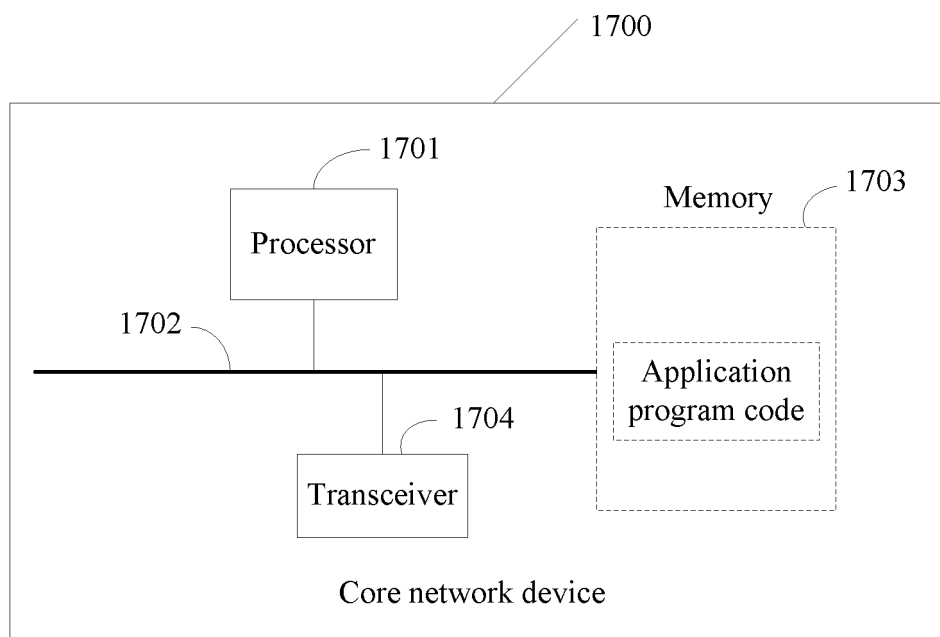 1700
1701
1703
Memory
Processor
1702
Application
program code
1704
Transceiver
Core network device